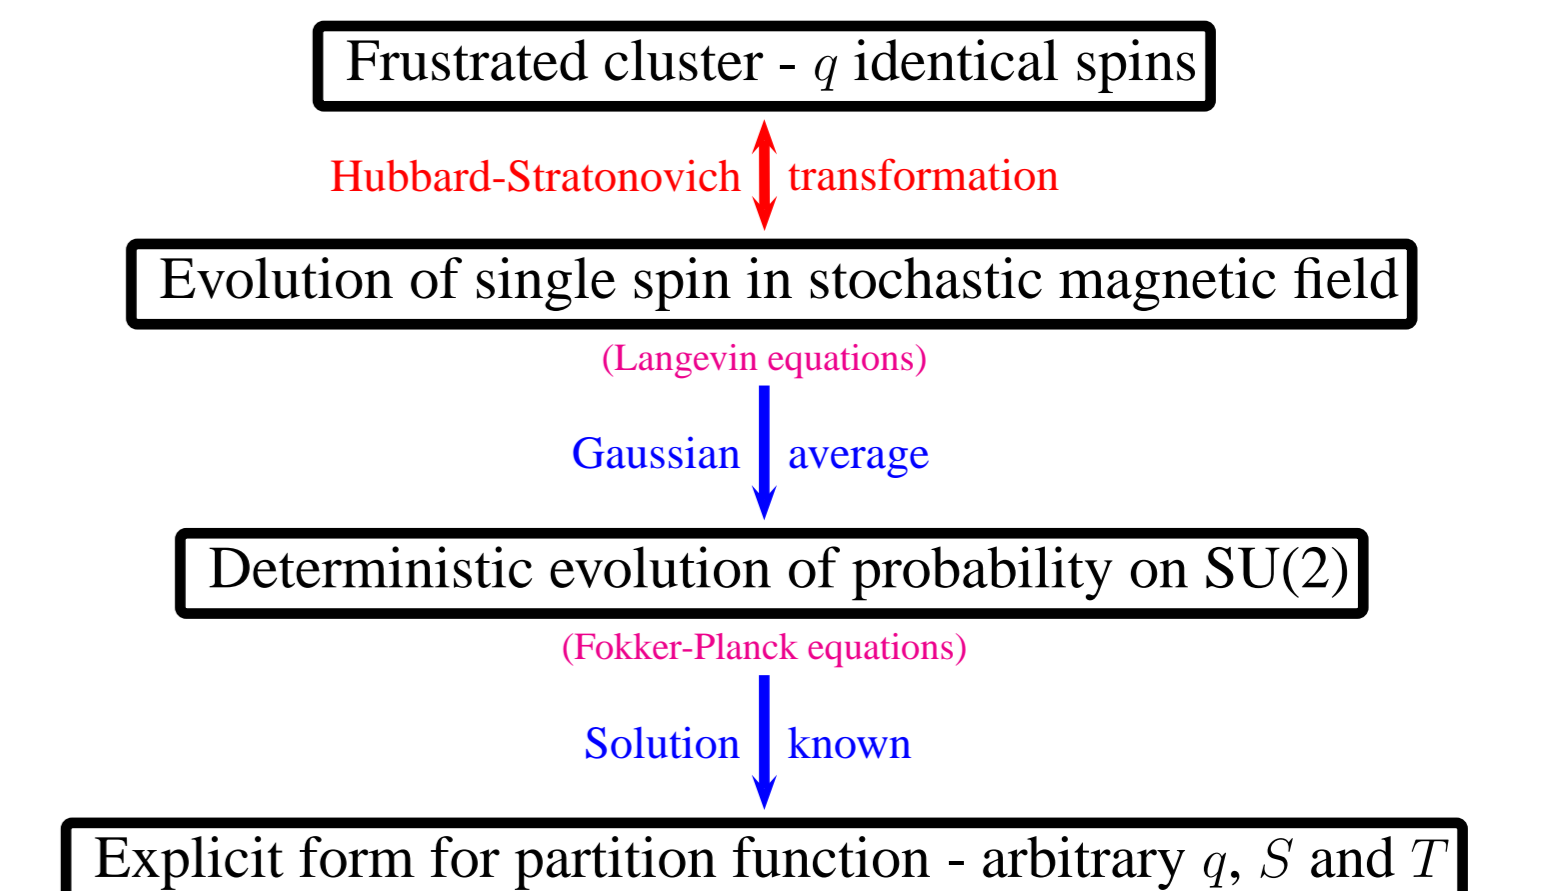 Frustrated cluster - q identical spins
Hubbard-Stratonovich transformation
Evolution of single spin in stochastic magnetic field
(Langevin equations)
Gaussian average
Deterministic evolution of probability on SU(2)
(Fokker-Planck equations)
Solution known
Explicit form for partition function - arbitrary q, S and T